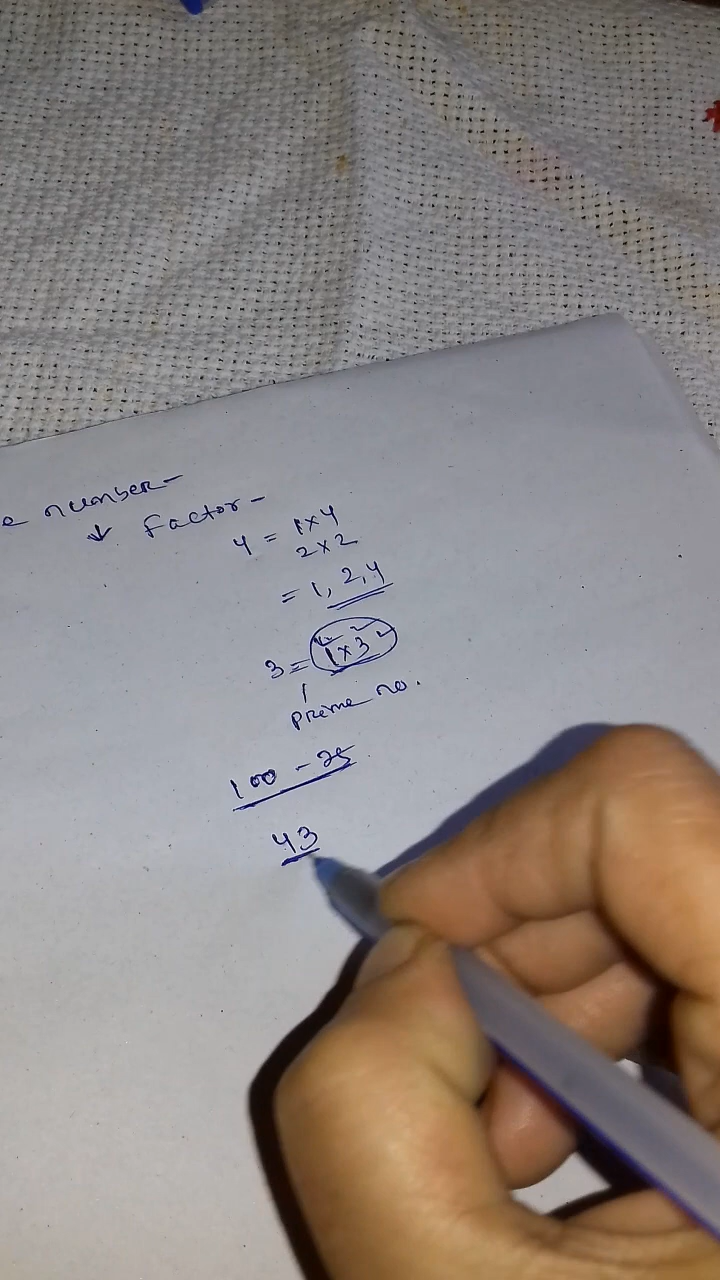 e number-
↓ Factor-
4 = 1×4
2×2
= 1, 2, 4
3 = 1×3
prime no.
100 - 25
43